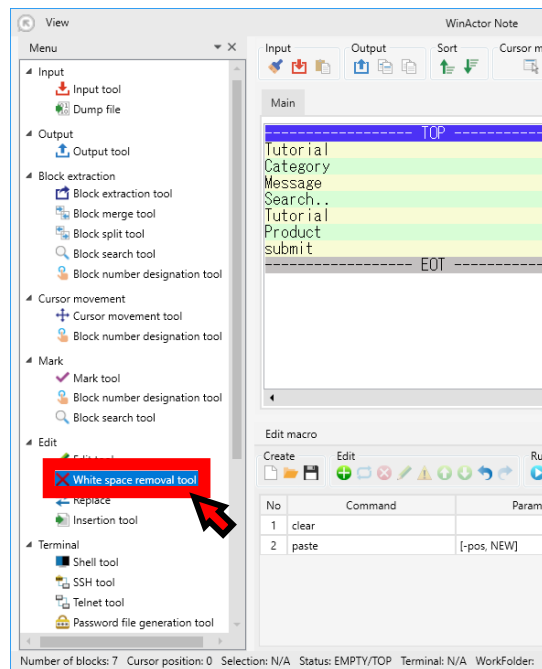 View WinActor Note
Menu
Input
Input tool
Dump file
Output
Output tool
Block extraction
Block extraction tool
Block merge tool
Block split tool
Block search tool
Block number designation tool
Cursor movement
Cursor movement tool
Block number designation tool
Mark
Mark tool
Block number designation tool
Block search tool
Edit
Edit tool
White space removal tool
Replace
Insertion tool
Terminal
Shell tool
SSH tool
Telnet tool
Password file generation tool
Input Output Sort Cursor m
Main
------------------ TOP ----------
Tutorial
Category
Message
Search..
Tutorial
Product
submit
------------------ EOT ----------
Edit macro
Create Edit Ru
No Command Param
1 clear
2 paste [-pos, NEW]
Number of blocks: 7 Cursor position: 0 Selection: N/A Status: EMPTY/TOP Terminal: N/A WorkFolder: